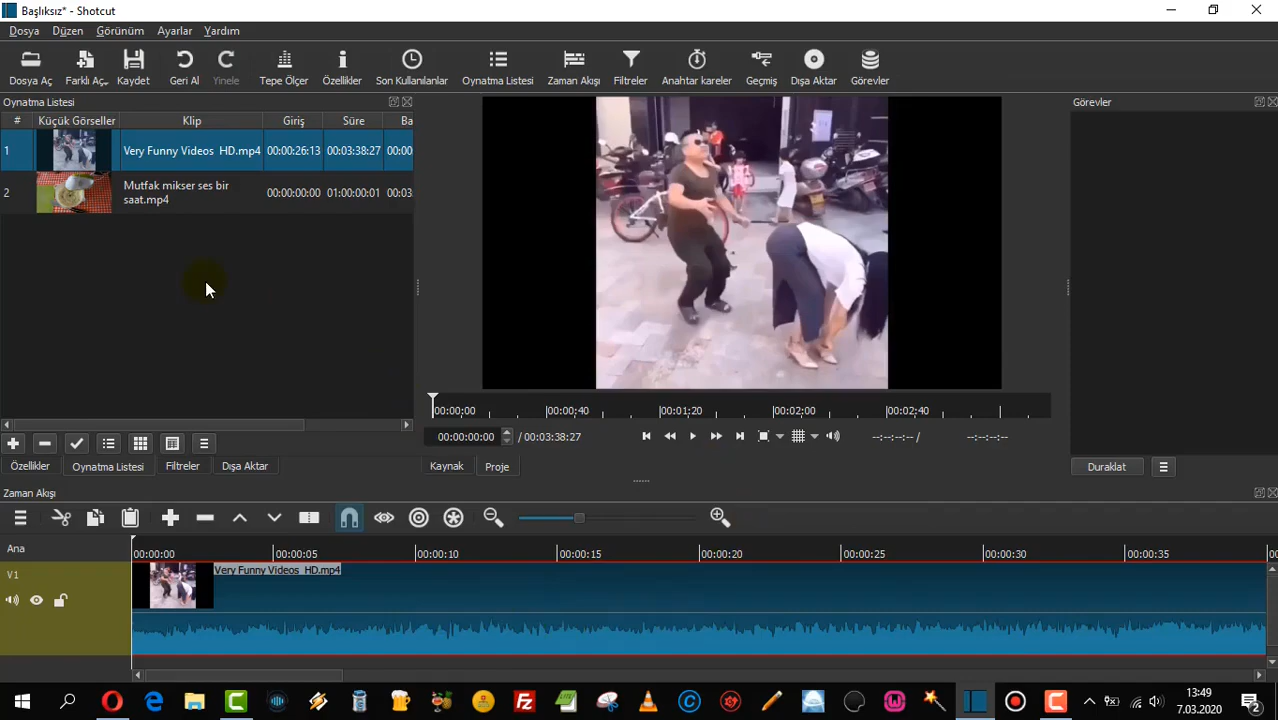 Başlıksız* - Shotcut
Dosya Düzen Görünüm Ayarlar Yardım
Dosya Aç Farklı Aç.. Kaydet Geri Al Yinele Tepe Ölçer Özellikler Son Kullanılanlar Oynatma Listesi Zaman Akışı Filtreler Anahtar kareler Geçmiş Dışa Aktar Görevler
Oynatma Listesi
# Küçük Görseller Klip Giriş Süre Ba
1 Very Funny Videos HD.mp4 00:00:26:13 00:03:38:27 00:00
2 Mutfak mikser ses bir
saat.mp4 00:00:00:00 01:00:00:01 00:03
Görevler
00:00;00 00:00;40 00:01;20 00:02;00 00:02;40
00:00:00:00 / 00:03:38:27 --:--:--:-- / --:--:--:--
Özellikler Oynatma Listesi Filtreler Dışa Aktar
Kaynak Proje
Duraklat
Zaman Akışı
Ana
00:00:00 00:00:05 00:00:10 00:00:15 00:00:20 00:00:25 00:00:30 00:00:35 00
V1
Very Funny Videos HD.mp4
13:49
7.03.2020
2